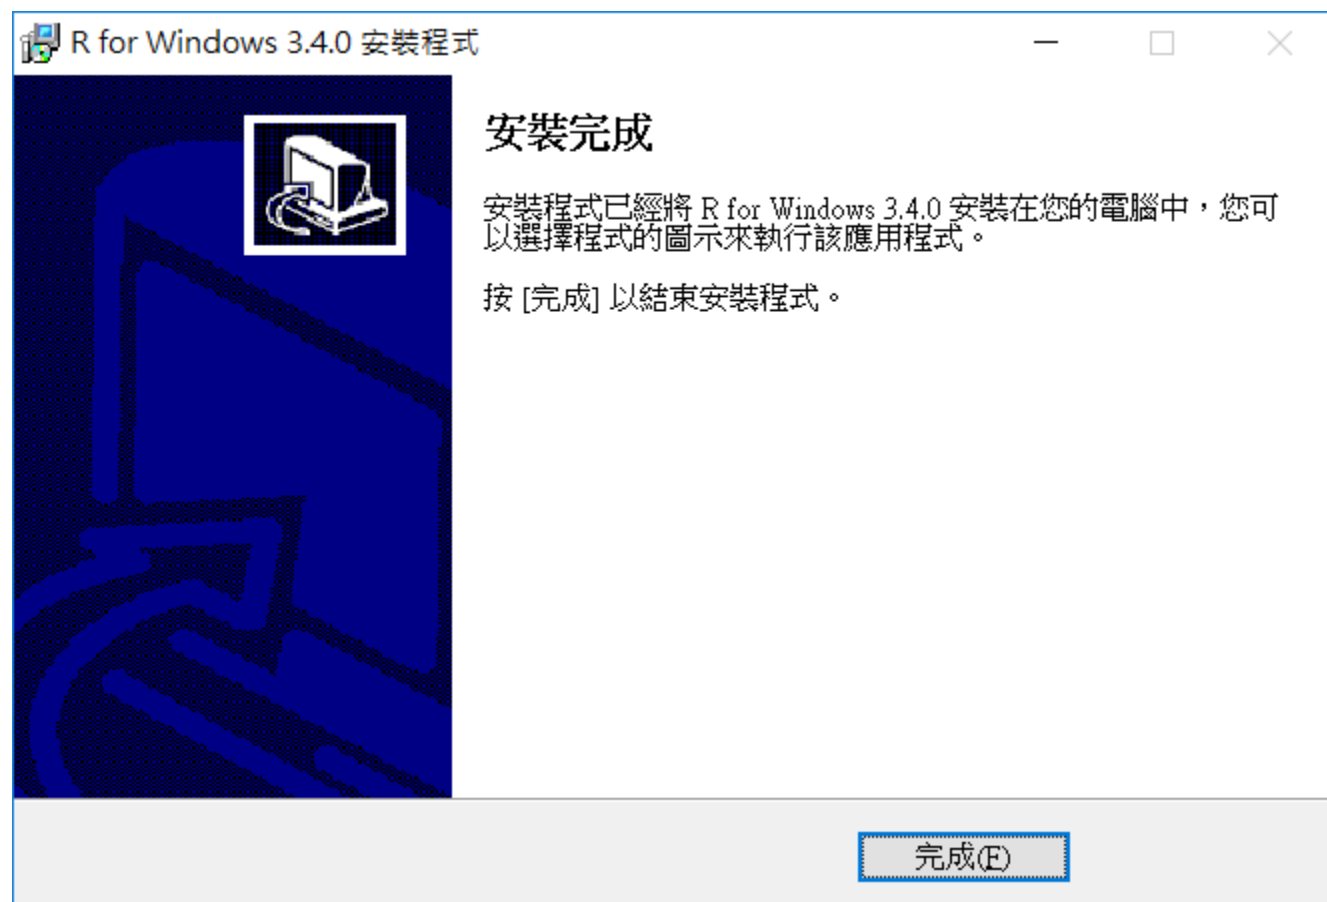 R for Windows 3.4.0 安裝程式
安裝完成
安裝程式已經將 R for Windows 3.4.0 安裝在您的電腦中，您可
以選擇程式的圖示來執行該應用程式。
按 [完成] 以結束安裝程式。
完成(F)